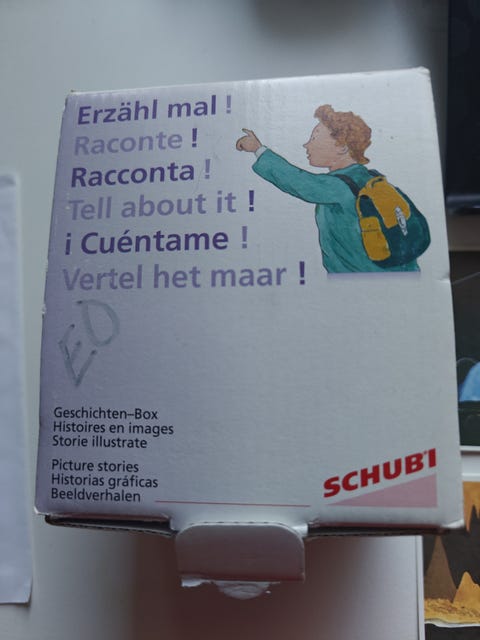 Erzähl mal !
Raconte !
Racconta !
Tell about it !
¡ Cuéntame !
Vertel het maar !
EO
Geschichten–Box
Histoires en images
Storie illustrate
Picture stories
Historias gráficas
Beeldverhalen
SCHUBI